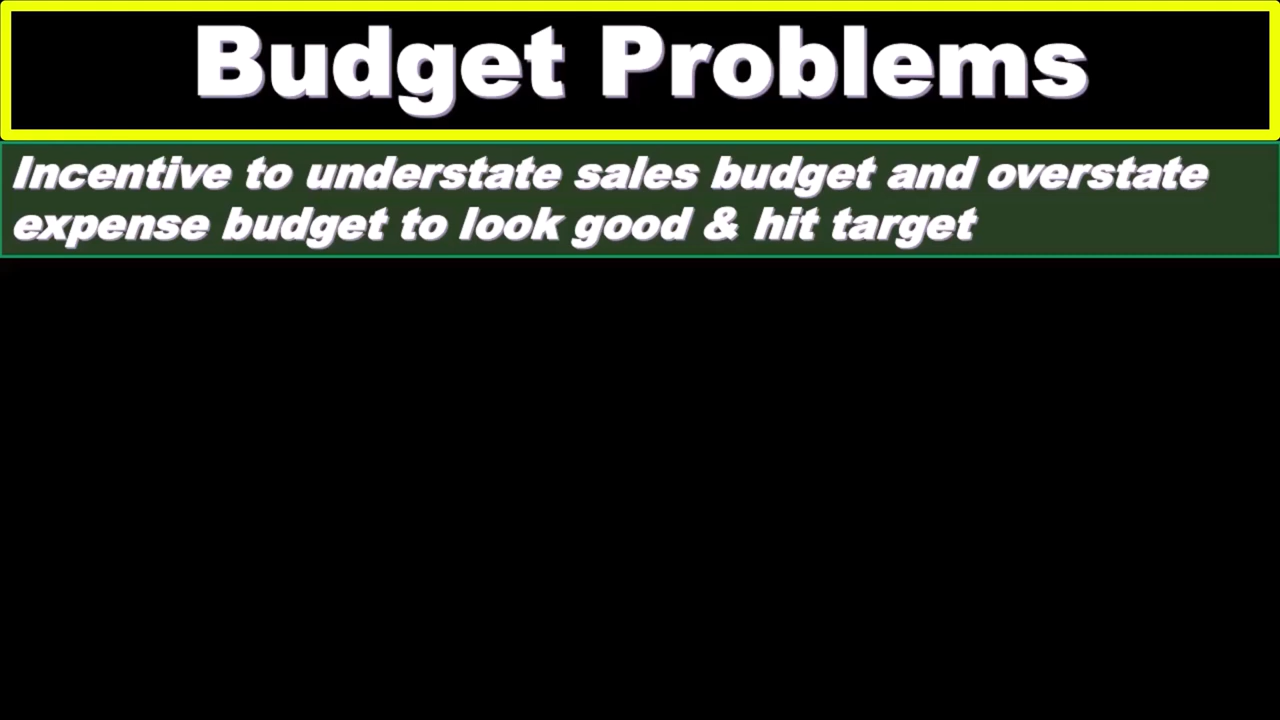 Budget Problems
Incentive to understate sales budget and overstate
expense budget to look good & hit target